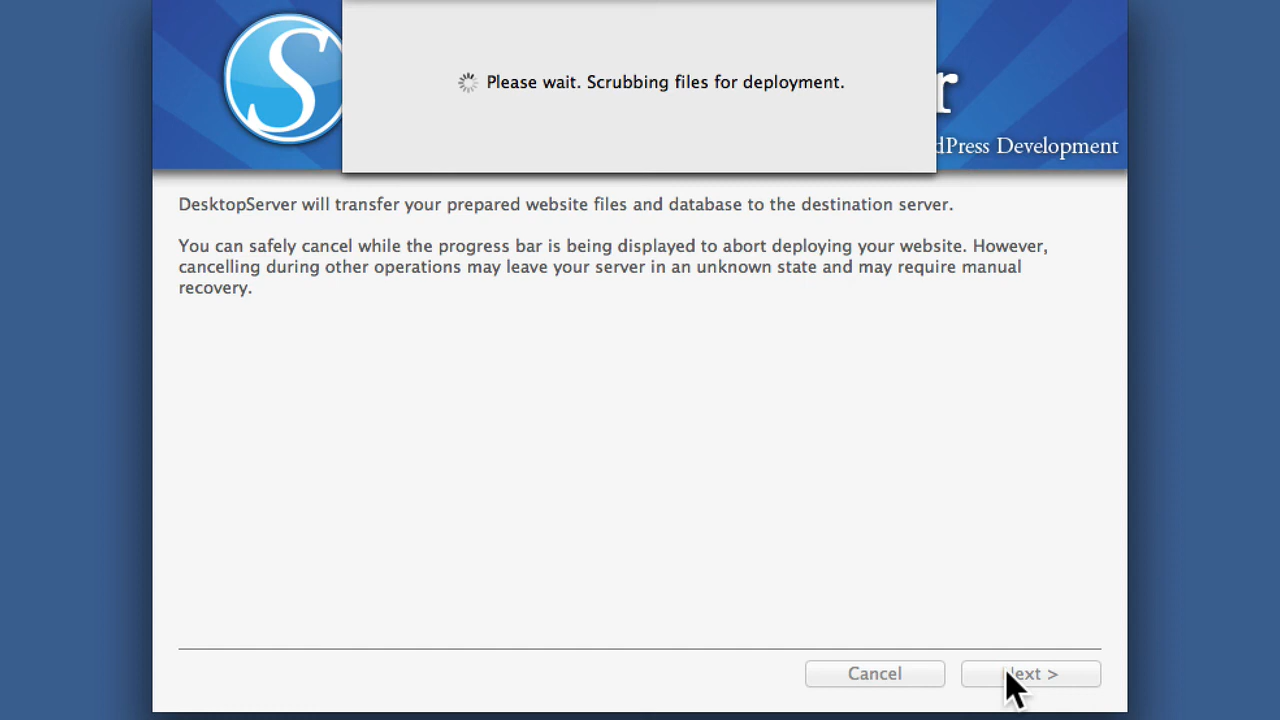 S
Please wait. Scrubbing files for deployment.
r
dPress Development
DesktopServer will transfer your prepared website files and database to the destination server.
You can safely cancel while the progress bar is being displayed to abort deploying your website. However,
cancelling during other operations may leave your server in an unknown state and may require manual
recovery.
Cancel
ext >